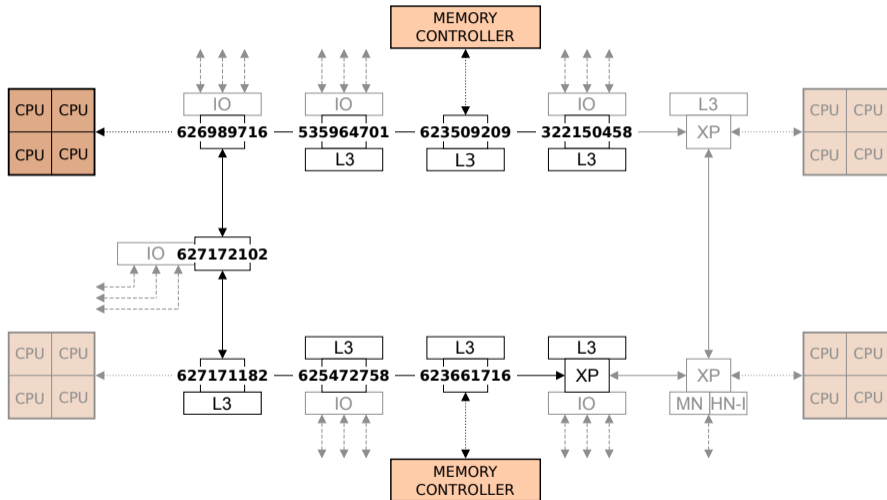 MEMORY
CONTROLLER
IO IO IO L3
CPU CPU CPU CPU
626989716 535964701 623509209 322150458 XP
CPU CPU L3 L3 L3 CPU CPU
IO 627172102
L3 L3 L3
CPU CPU CPU CPU
627171182 625472758 623661716 XP XP
CPU CPU L3 IO IO MN HN-I CPU CPU
MEMORY
CONTROLLER